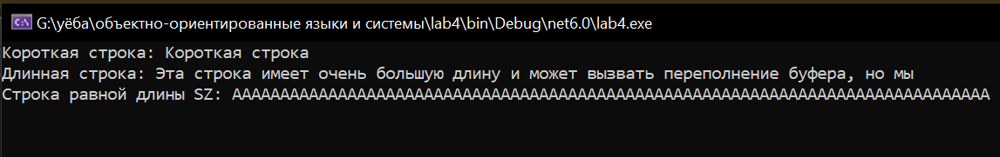 G:\уёба\объектно-ориентированные языки и системы\lab4\bin\Debug\net6.0\lab4.exe
Короткая строка: Короткая строка
Длинная строка: Эта строка имеет очень большую длину и может вызвать переполнение буфера, но мы
Строка равной длины SZ: AAAAAAAAAAAAAAAAAAAAAAAAAAAAAAAAAAAAAAAAAAAAAAAAAAAAAAAAAAAAAAAAAAAAAAAAAAAAAAA